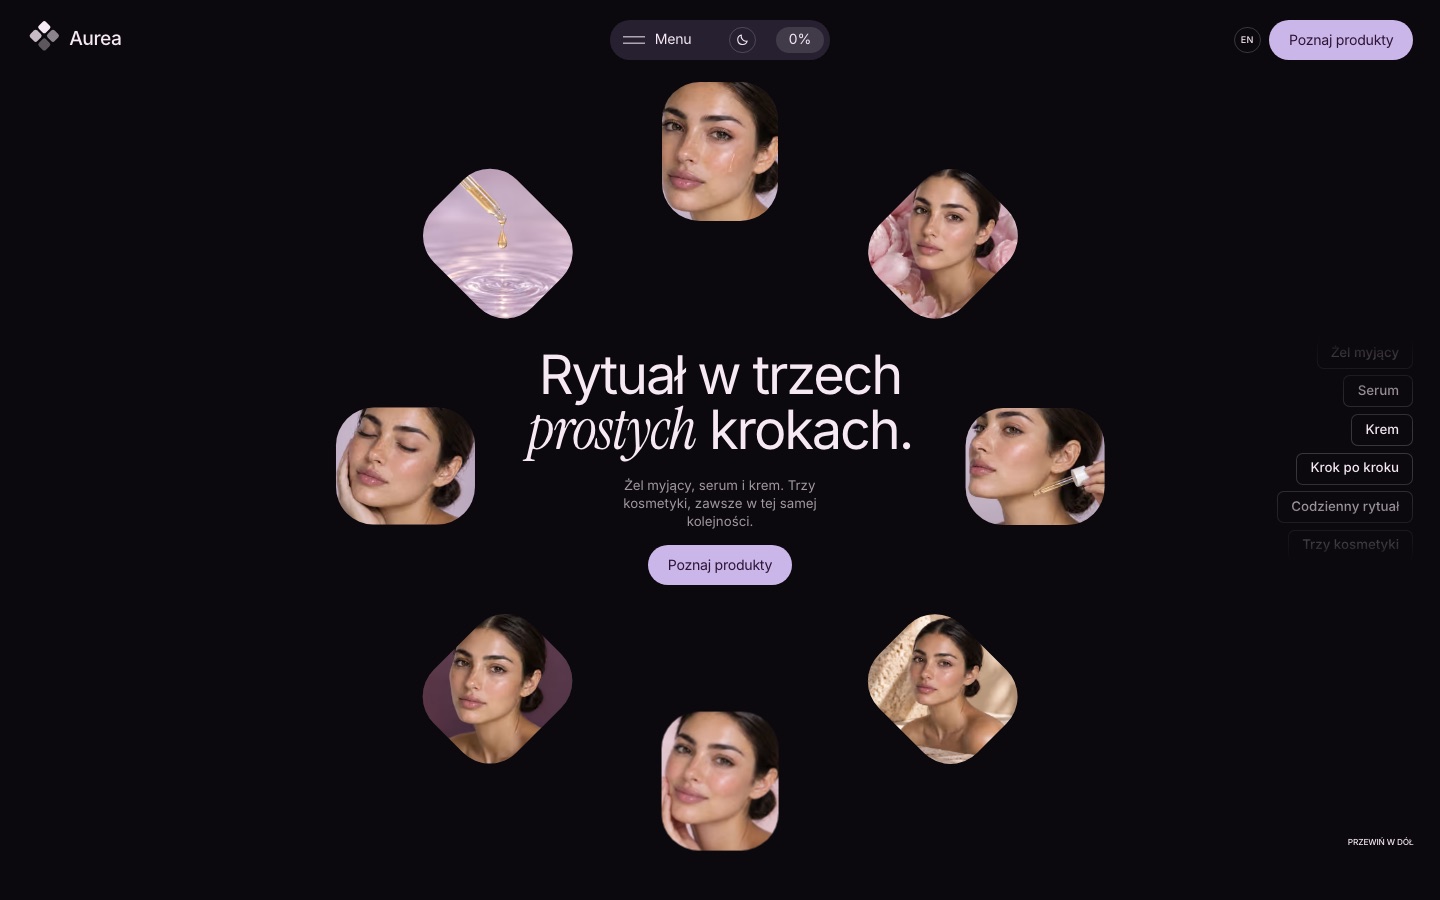 Aurea
Menu
0%
EN
Poznaj produkty
Rytuał w trzech
prostych krokach.
Żel myjący, serum i krem. Trzy
kosmetyki, zawsze w tej samej
kolejności.
Poznaj produkty
Żel myjący
Serum
Krem
Krok po kroku
Codzienny rytuał
Trzy kosmetyki
PRZEWIŃ W DÓŁ